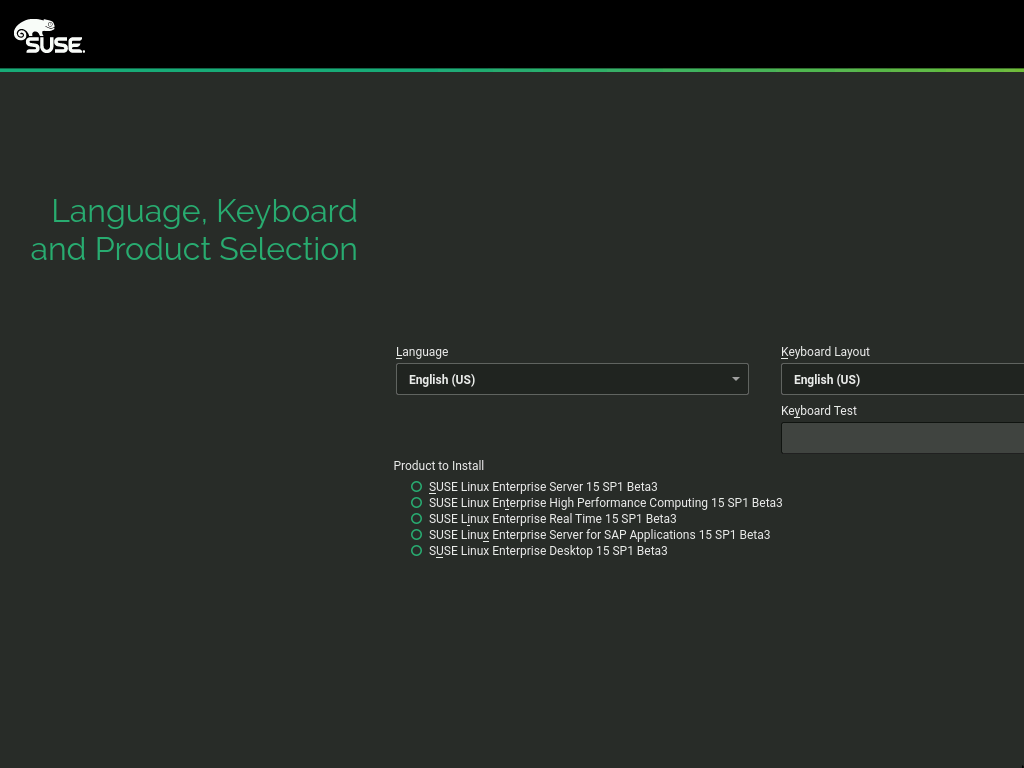 SUSE.
Language, Keyboard
and Product Selection
Language
Keyboard Layout
English (US)
English (US)
Keyboard Test
Product to Install
SUSE Linux Enterprise Server 15 SP1 Beta3
SUSE Linux Enterprise High Performance Computing 15 SP1 Beta3
SUSE Linux Enterprise Real Time 15 SP1 Beta3
SUSE Linux Enterprise Server for SAP Applications 15 SP1 Beta3
SUSE Linux Enterprise Desktop 15 SP1 Beta3